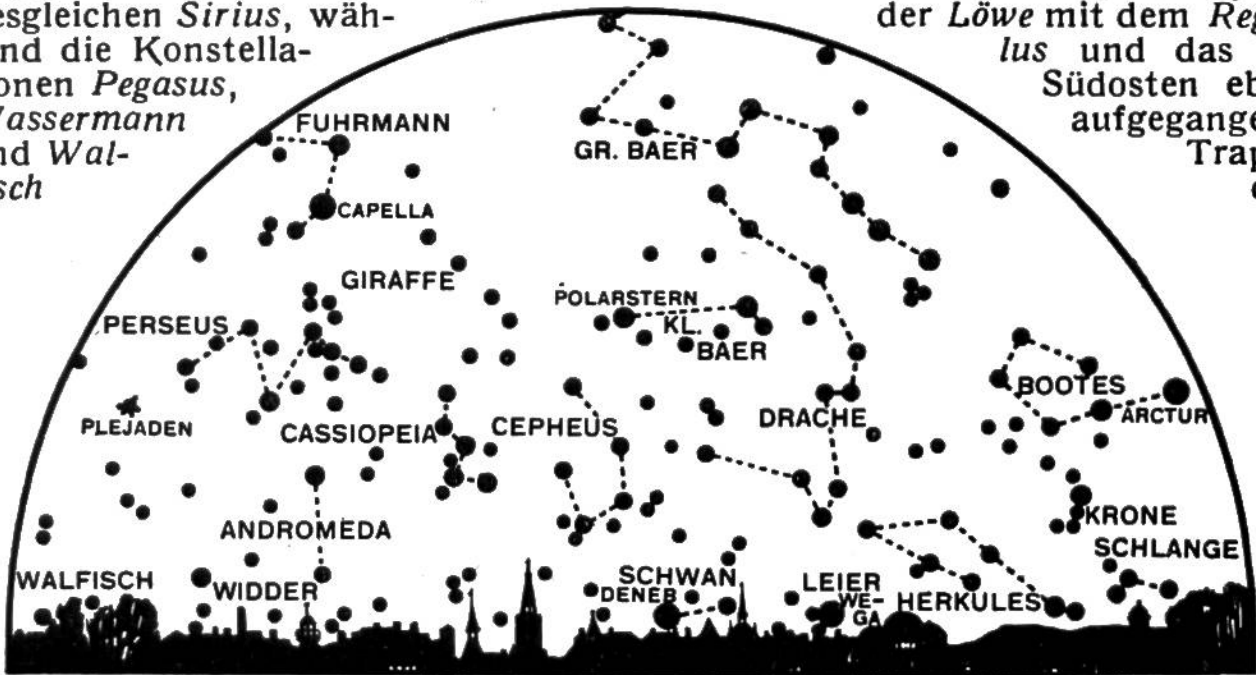 esgleichen Sirius, wäh-
nd die Konstella-
onen Pegasus,
Wassermann
nd Wal-
sch
der Löwe mit dem Reg
lus und das
Südosten eb
aufgegange
Trap
FUHRMANN
GR. BAER
CAPELLA
GIRAFFE
POLARSTERN
PERSEUS
KL.
BAER
BOOTES
ARCTUR
PLEJADEN
CASSIOPEIA
CEPHEUS
DRACHE
ANDROMEDA
KRONE
SCHLANGE
WALFISCH
WIDDER
SCHWAN
DENEB
LEIER
WE-
GA
HERKULES